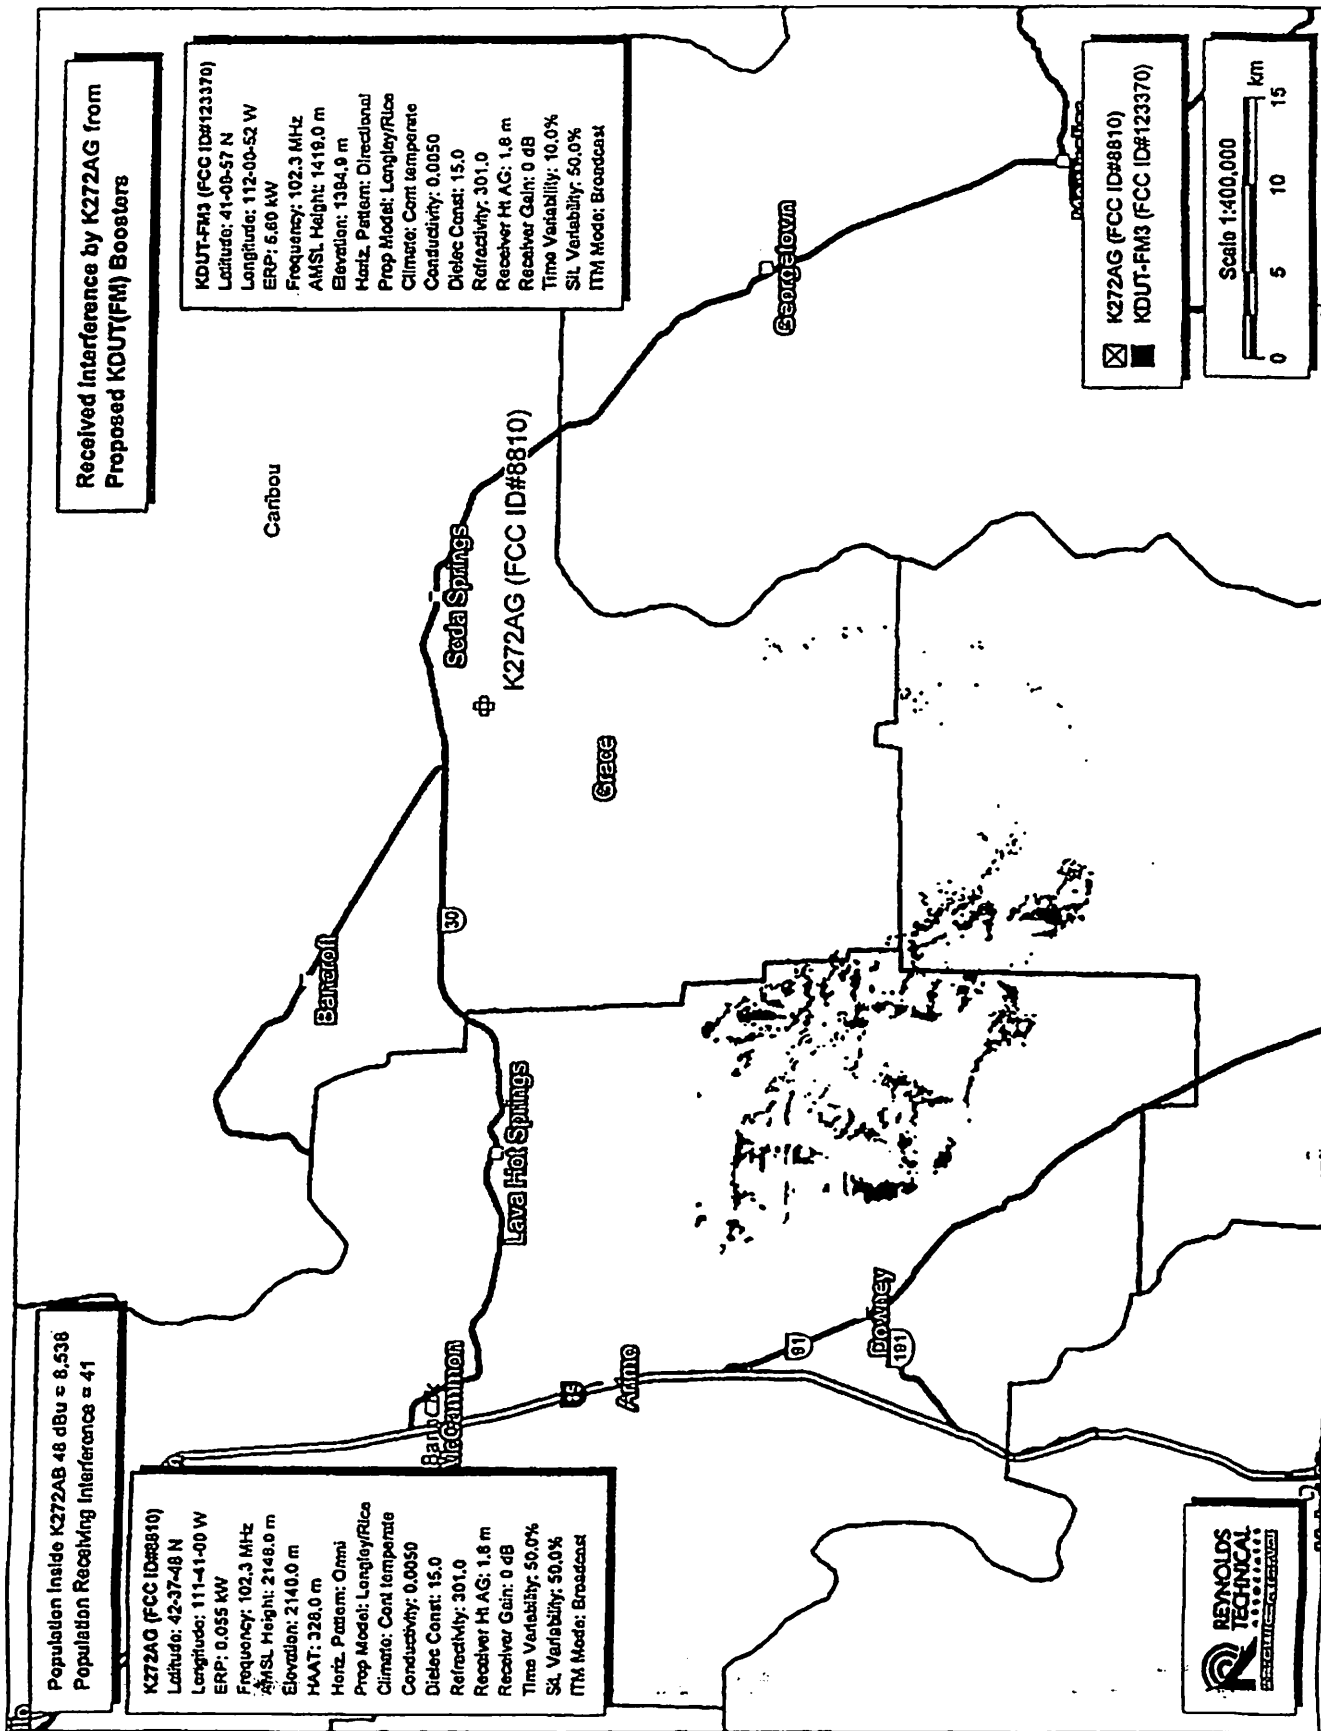 Population Inside K272AB 48 dBu = 8,538
Population Receiving Interference = 41
Received Interference by K272AG from
Proposed KDUT(FM) Boosters
K272AG (FCC ID#8810)
Latitude: 42-37-48 N
Longitude: 111-41-00 W
ERP: 0.055 kW
Frequency: 102.3 MHz
AMSL Height: 2148.0 m
Elevation: 2140.0 m
HAAT: 328.0 m
Horiz. Pattern: Omni
Prop Model: Longley/Rice
Climate: Cont temperate
Conductivity: 0.0050
Dielec Const: 15.0
Refractivity: 301.0
Receiver Ht AG: 1.8 m
Receiver Gain: 0 dB
Time Variability: 50.0%
Sit. Variability: 50.0%
ITM Mode: Broadcast
KDUT-FM3 (FCC ID#123370)
Latitude: 41-09-57 N
Longitude: 112-00-52 W
ERP: 5.60 kW
Frequency: 102.3 MHz
AMSL Height: 1419.0 m
Elevation: 1384.9 m
Horiz. Pattern: Directional
Prop Model: Longley/Rice
Climate: Cont temperate
Conductivity: 0.0050
Dielec Const: 15.0
Refractivity: 301.0
Receiver Ht AG: 1.8 m
Receiver Gain: 0 dB
Time Variability: 10.0%
Sit. Variability: 50.0%
ITM Mode: Broadcast
Caribou
Bancroft
30
Soda Springs
K272AG (FCC ID#8810)
Lava Hot Springs
McCammon
Grace
Arimo
Georgetown
91
Downey
191
K272AG (FCC ID#8810)
KDUT-FM3 (FCC ID#123370)
Scale 1:400,000
0 5 10 15 km
REYNOLDS
TECHNICAL